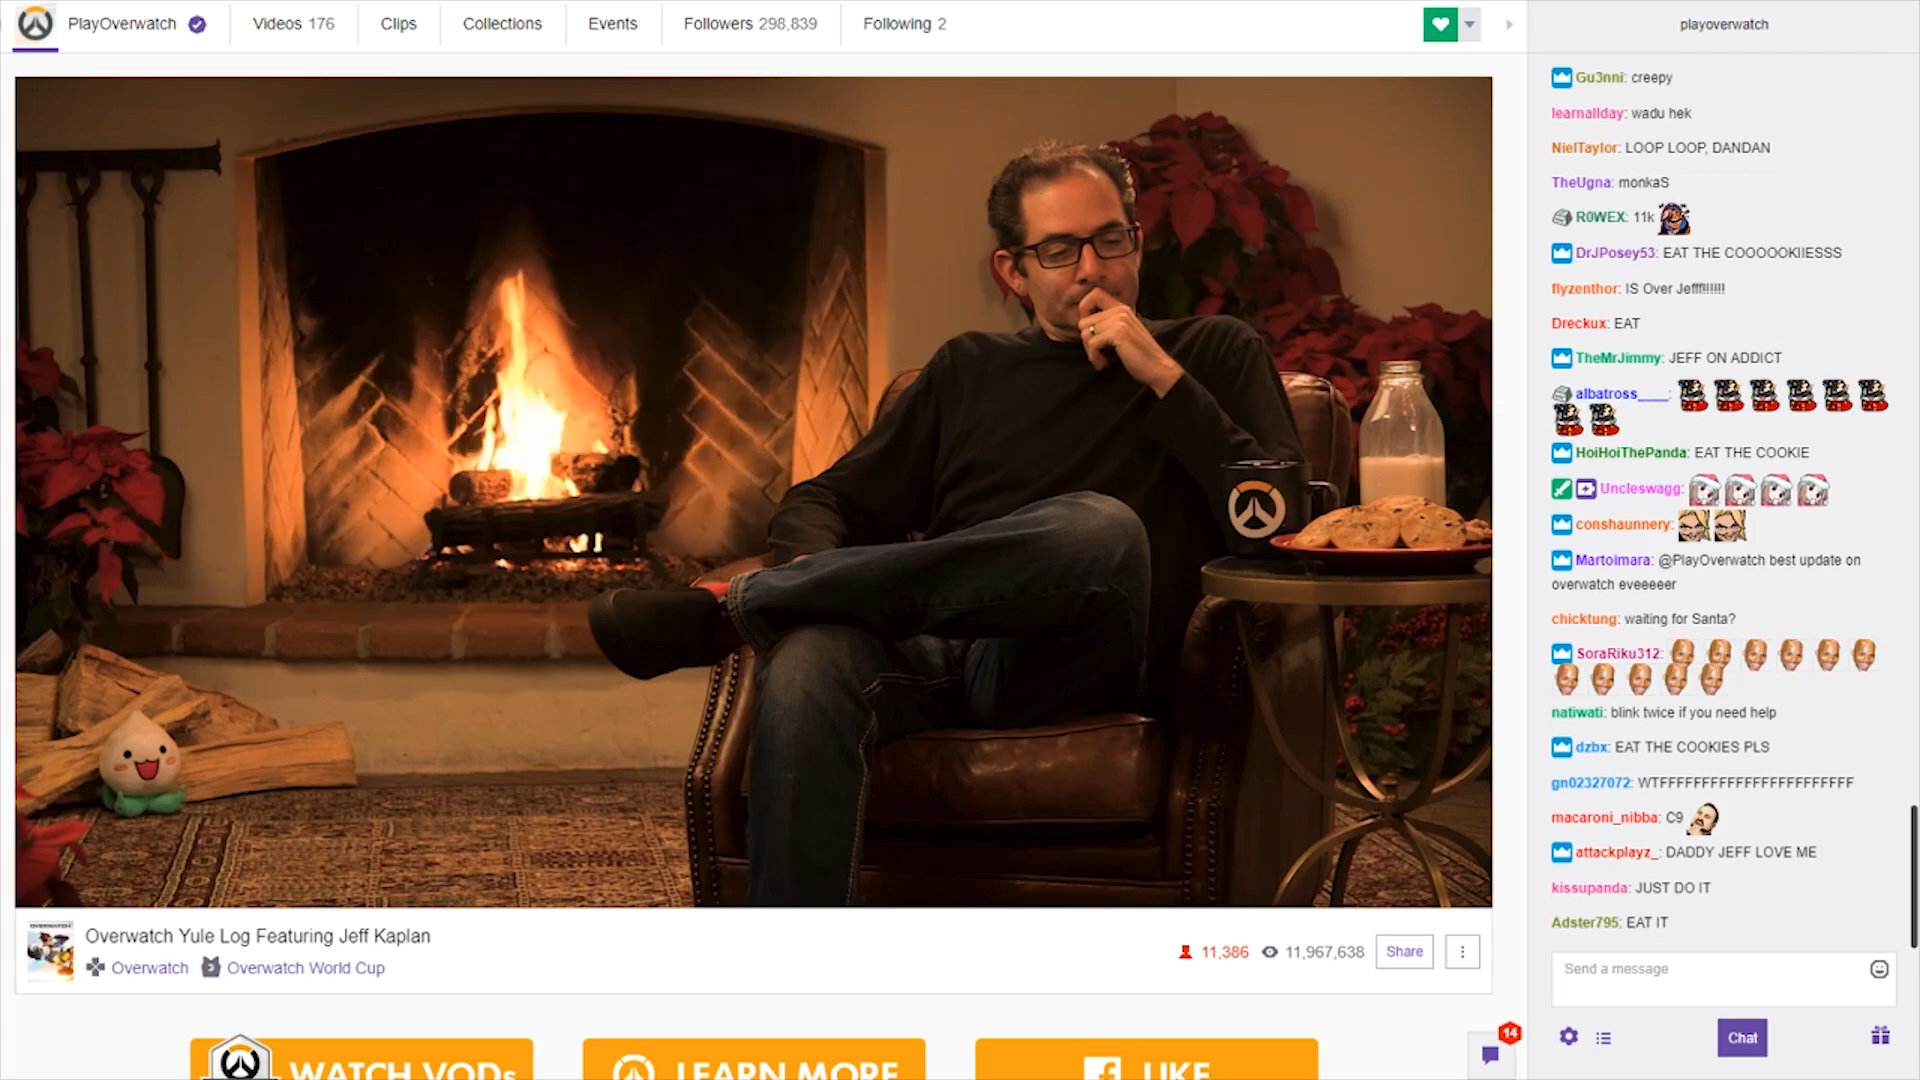 PlayOverwatch
Videos 176
Clips
Collections
Events
Followers 298,839
Following 2
playoverwatch
Gu3nni: creepy
learnallday: wadu hek
NielTaylor: LOOP LOOP, DANDAN
TheUgna: monkaS
R0WEX: 11k
DrJPosey53: EAT THE COOOOOKIIESSS
flyzenthor: IS Over Jefff!!!!!!!
Dreckux: EAT
TheMrJimmy: JEFF ON ADDICT
albatross____:
HoiHoiThePanda: EAT THE COOKIE
Uncleswagg:
conshaunnery:
Martoimara: @PlayOverwatch best update on
overwatch eveeeeer
chicktung: waiting for Santa?
SoraRiku312:
natiwati: blink twice if you need help
dzbx: EAT THE COOKIES PLS
gn02327072: WTFFFFFFFFFFFFFFFFFFFFFFF
macaroni_nibba: C9
attackplayz_: DADDY JEFF LOVE ME
kissupanda: JUST DO IT
Adster795: EAT IT
Overwatch Yule Log Featuring Jeff Kaplan
Overwatch
Overwatch World Cup
11,386
11,967,638
Share
Send a message
Chat
14
WATCH VODs
LEARN MORE
LIKE